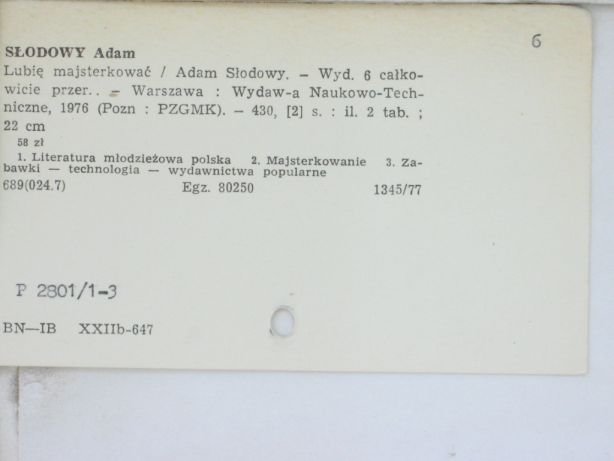 6
SŁODOWY Adam
Lubię majsterkować / Adam Słodowy. — Wyd. 6 całko-
wicie przer.. — Warszawa : Wydaw-a Naukowo-Tech-
niczne, 1976 (Pozn : PZGMK). — 430, [2] s. : il. 2 tab. ;
22 cm
58 zł
1. Literatura młodzieżowa polska 2. Majsterkowanie 3. Za-
bawki — technologia — wydawnictwa popularne
689(024.7) Egz. 80250 1345/77
P 2801/1-3
BN—IB XXIIb-647